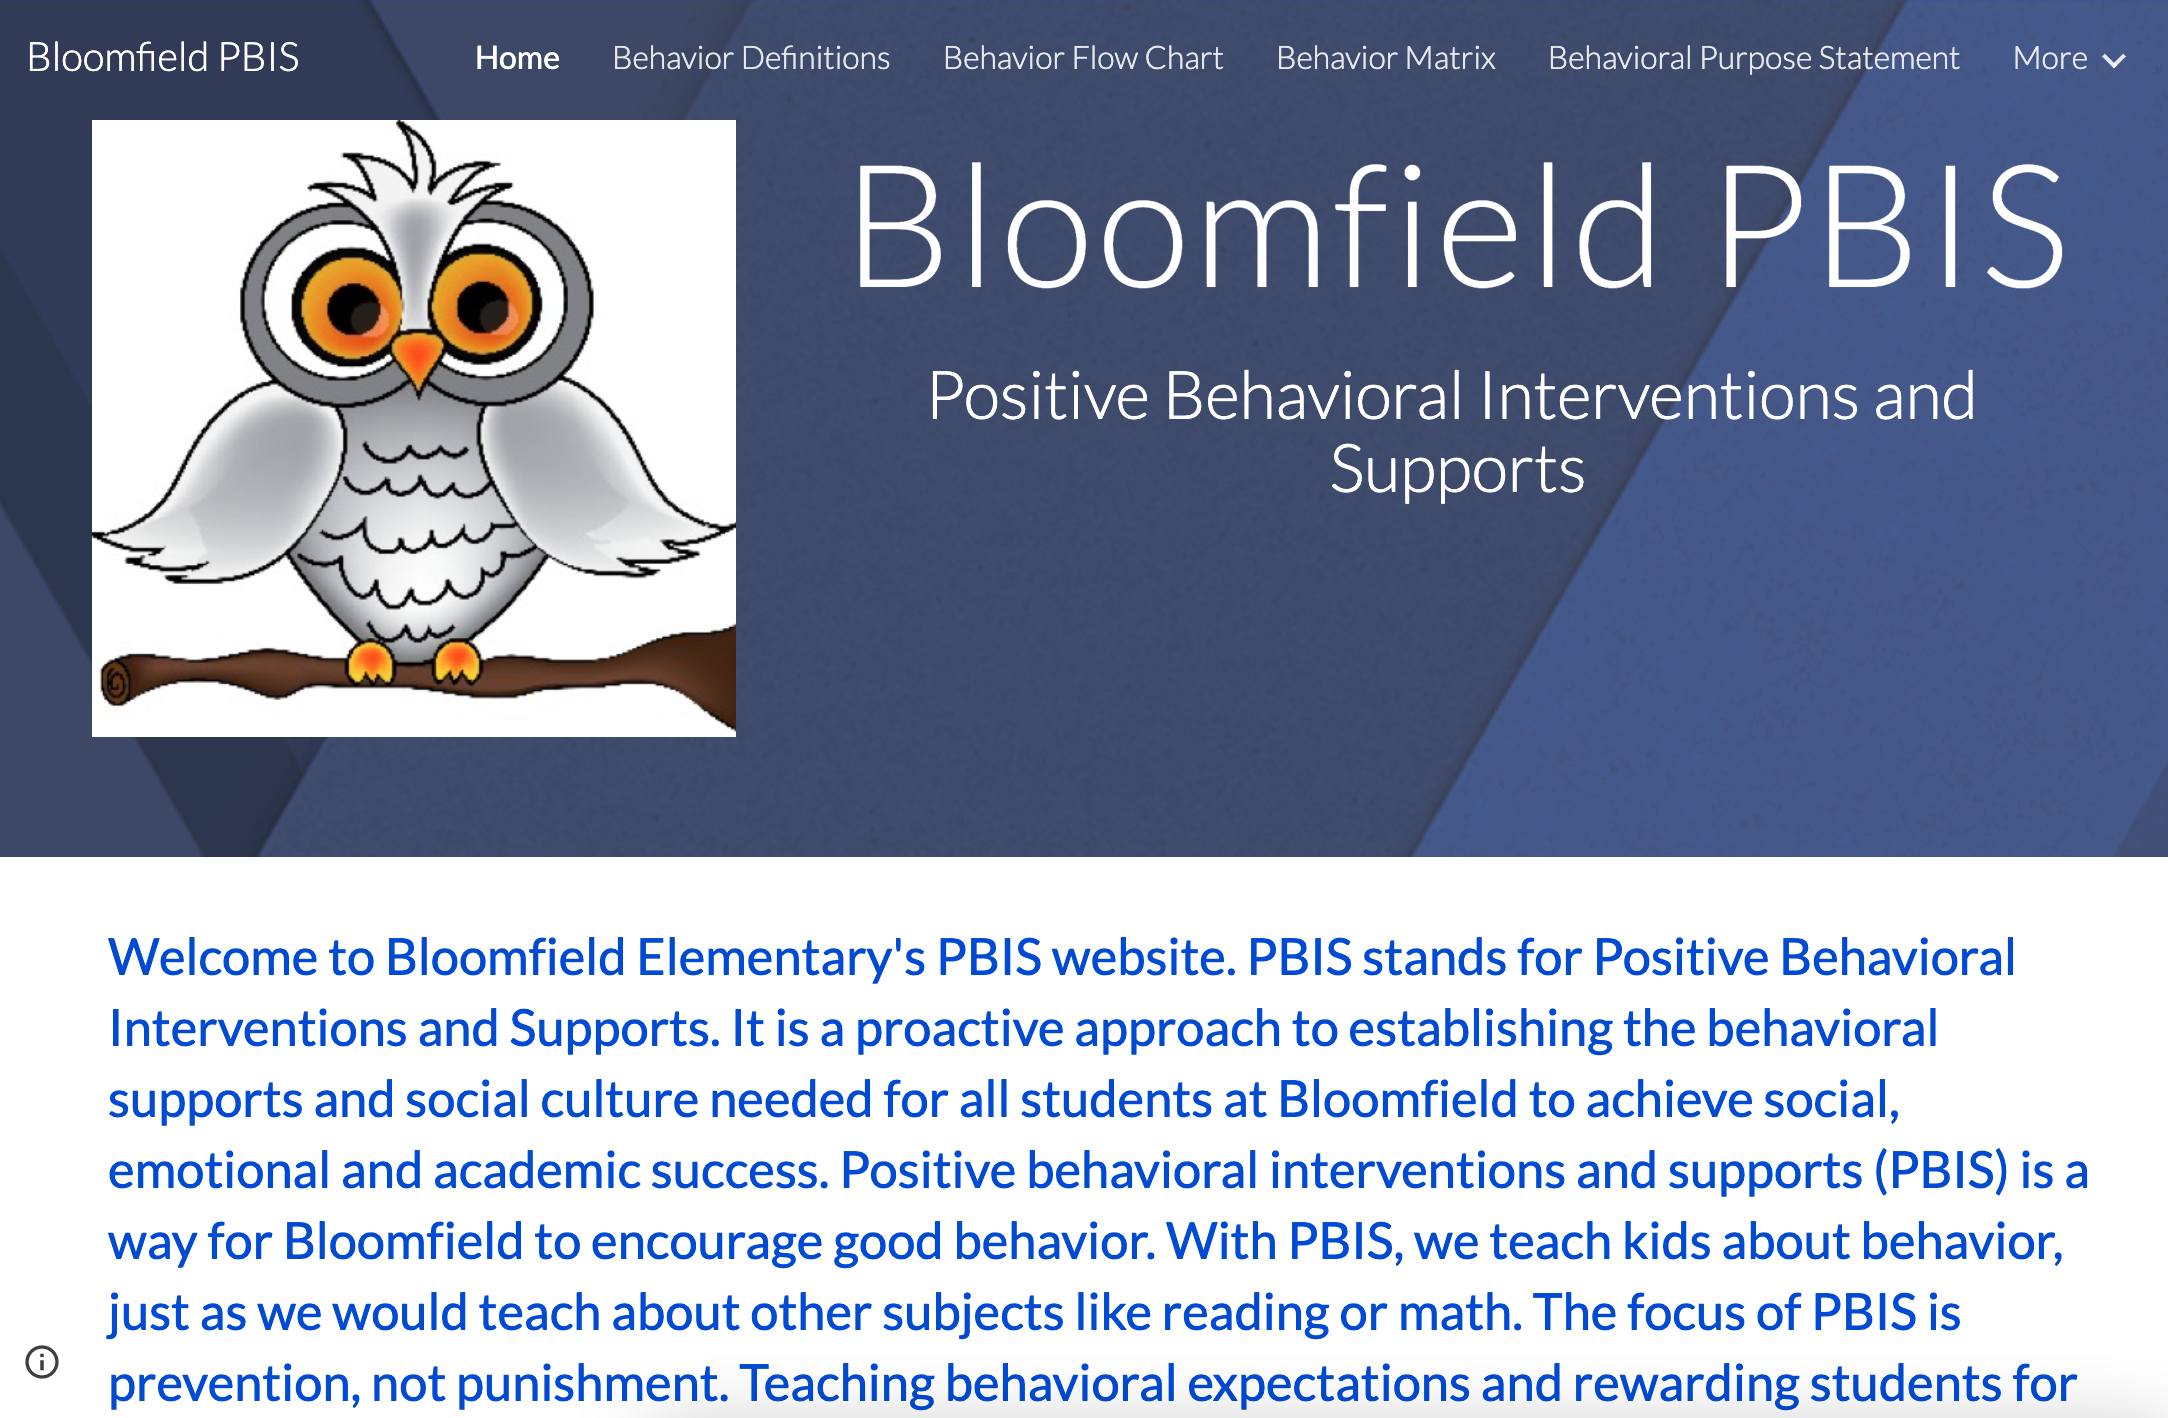 Bloomfield PBIS
Home
Behavior Definitions
Behavior Flow Chart
Behavior Matrix
Behavioral Purpose Statement
More
Bloomfield PBIS
Positive Behavioral Interventions and
Supports
Welcome to Bloomfield Elementary's PBIS website. PBIS stands for Positive Behavioral
Interventions and Supports. It is a proactive approach to establishing the behavioral
supports and social culture needed for all students at Bloomfield to achieve social,
emotional and academic success. Positive behavioral interventions and supports (PBIS) is a
way for Bloomfield to encourage good behavior. With PBIS, we teach kids about behavior,
just as we would teach about other subjects like reading or math. The focus of PBIS is
prevention, not punishment. Teaching behavioral expectations and rewarding students for